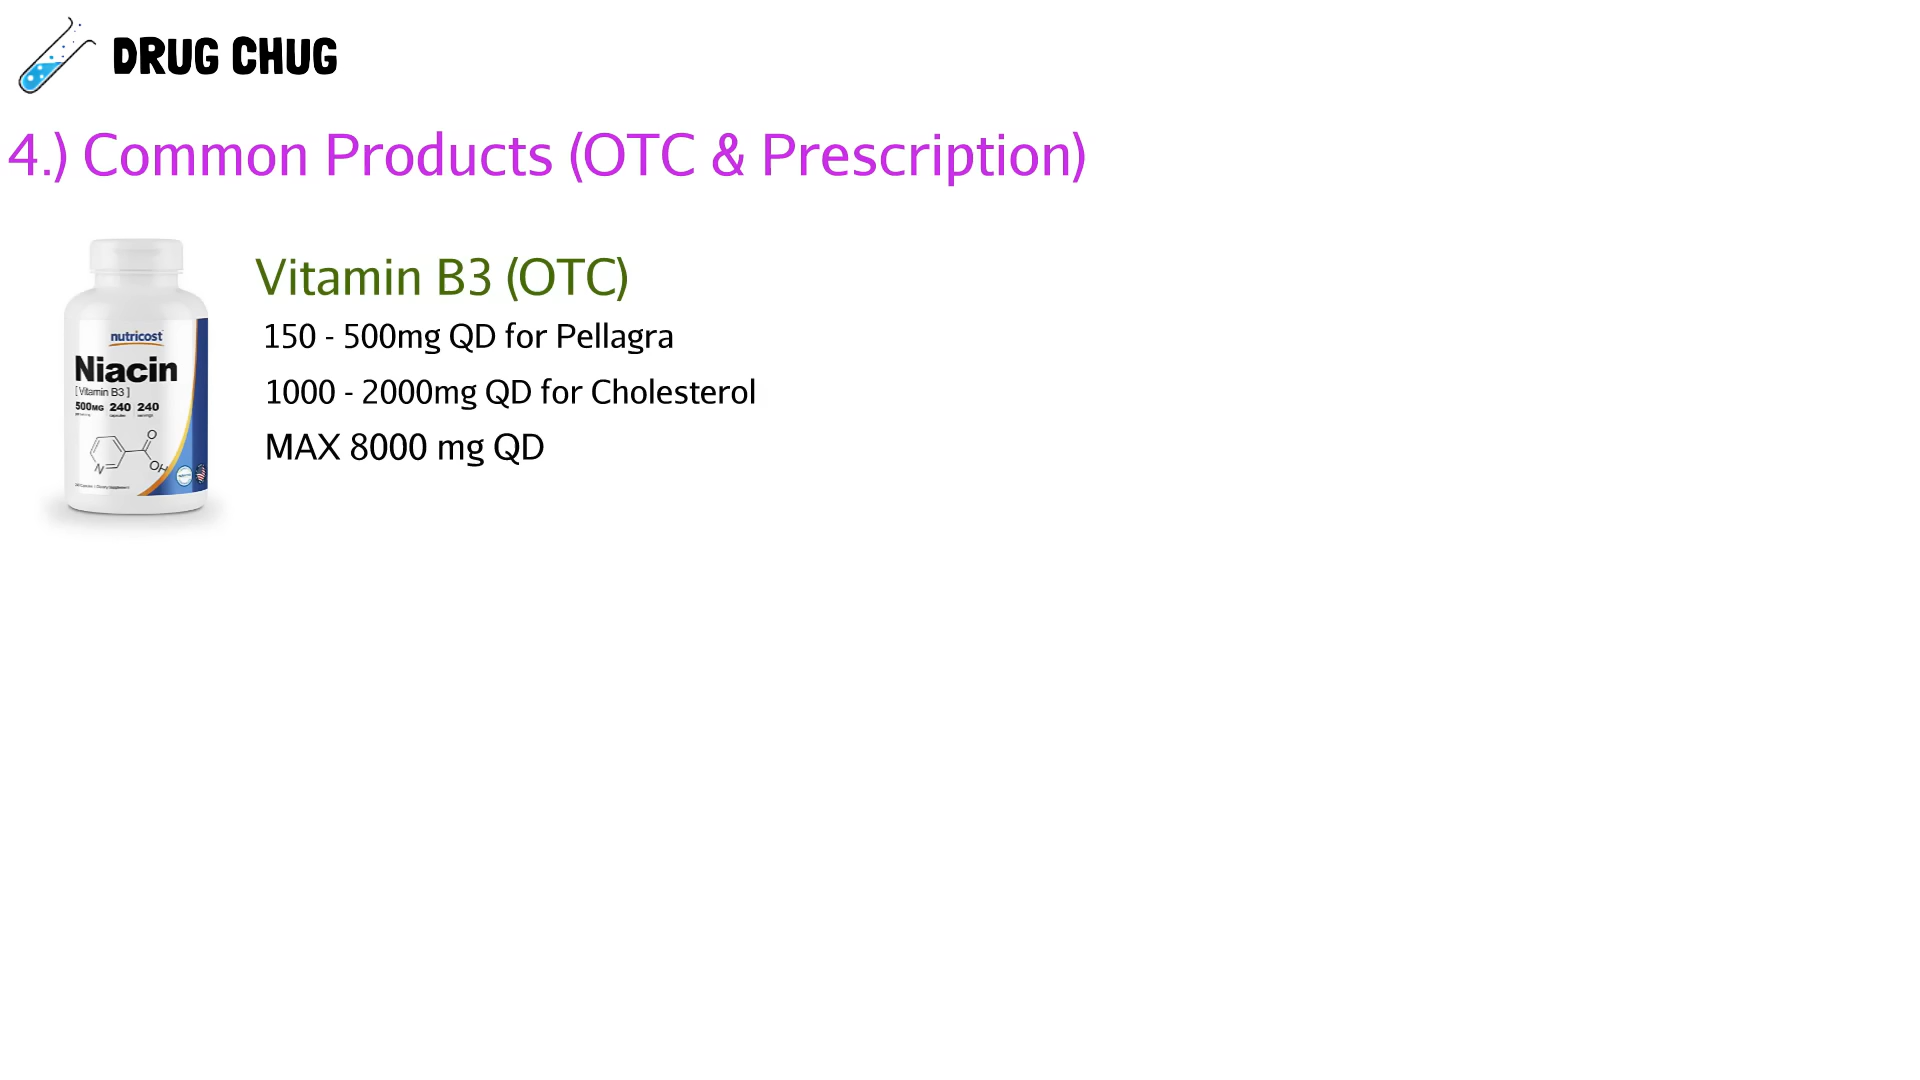 DRUG CHUG
4.) Common Products (OTC & Prescription)
Vitamin B3 (OTC)
150 - 500mg QD for Pellagra
1000 - 2000mg QD for Cholesterol
MAX 8000 mg QD
nutricost
Niacin
[ Vitamin B3 ]
500MG 240 240
N
O
OH